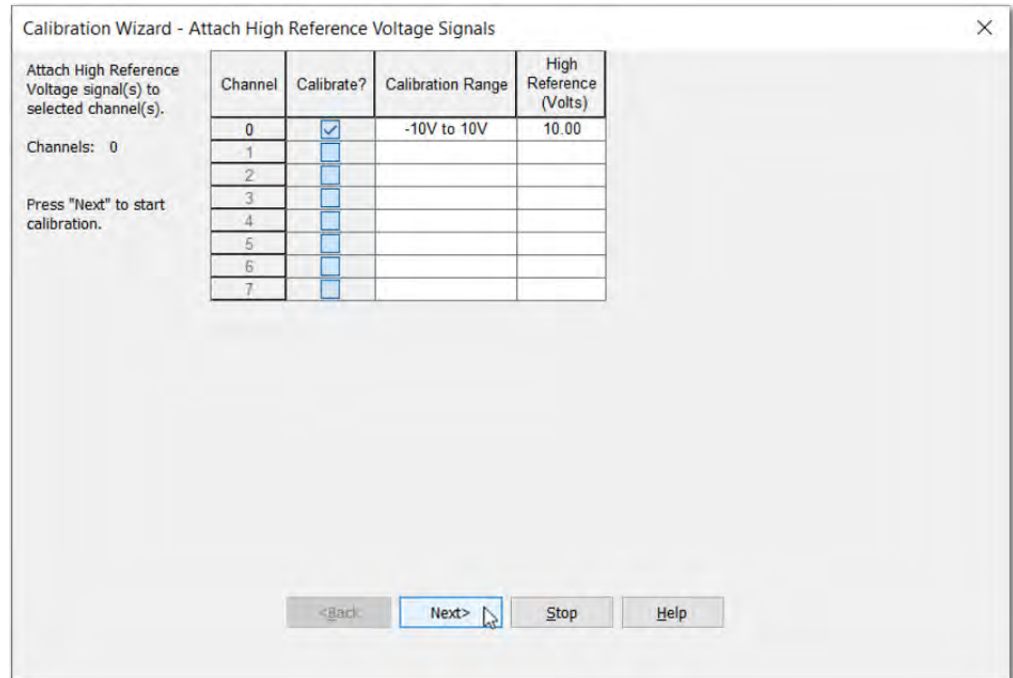 Calibration Wizard - Attach High Reference Voltage Signals
Attach High Reference
Voltage signal(s) to
selected channel(s).
Channels: 0
Press "Next" to start
calibration.
Channel Calibrate? Calibration Range High Reference (Volts)
0 -10V to 10V 10.00
1
2
3
4
5
6
7
<Back Next> Stop Help